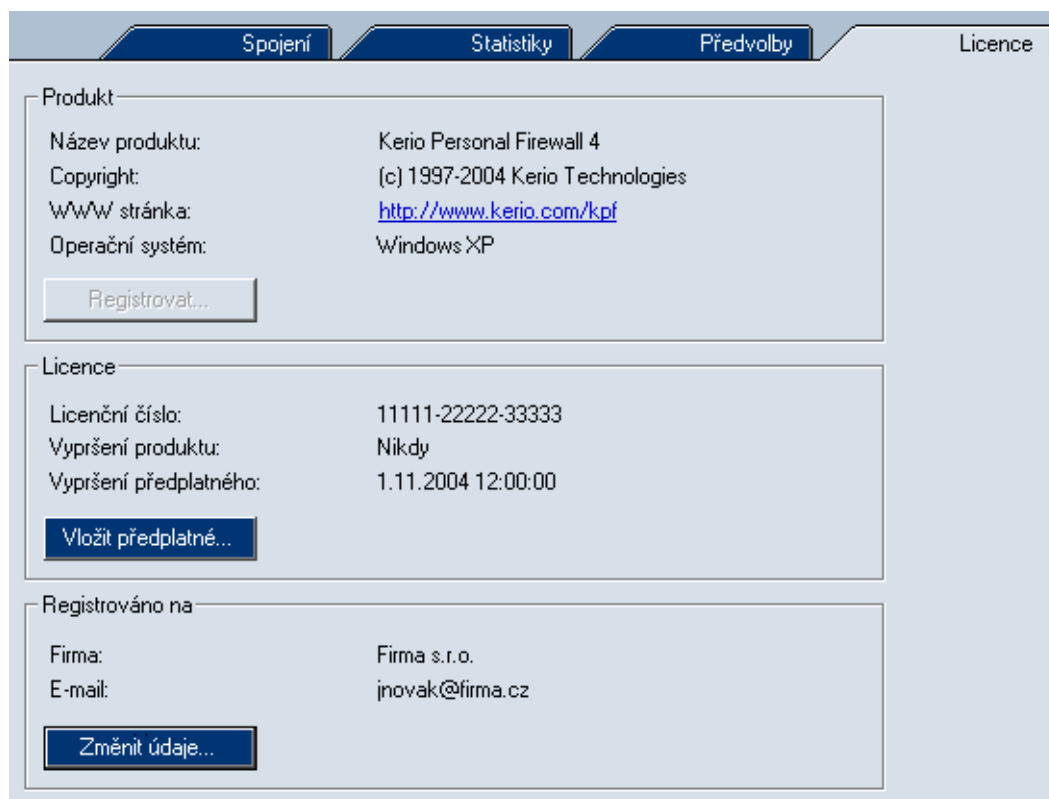 Spojení Statistiky Předvolby Licence
Produkt
Název produktu: Kerio Personal Firewall 4
Copyright: (c) 1997-2004 Kerio Technologies
WWW stránka: http://www.kerio.com/kpf
Operační systém: Windows XP
Registrovat...
Licence
Licenční číslo: 11111-22222-33333
Vypršení produktu: Nikdy
Vypršení předplatného: 1.11.2004 12:00:00
Vložit předplatné...
Registrováno na
Firma: Firma s.r.o.
E-mail: jnovak@firma.cz
Změnit údaje...